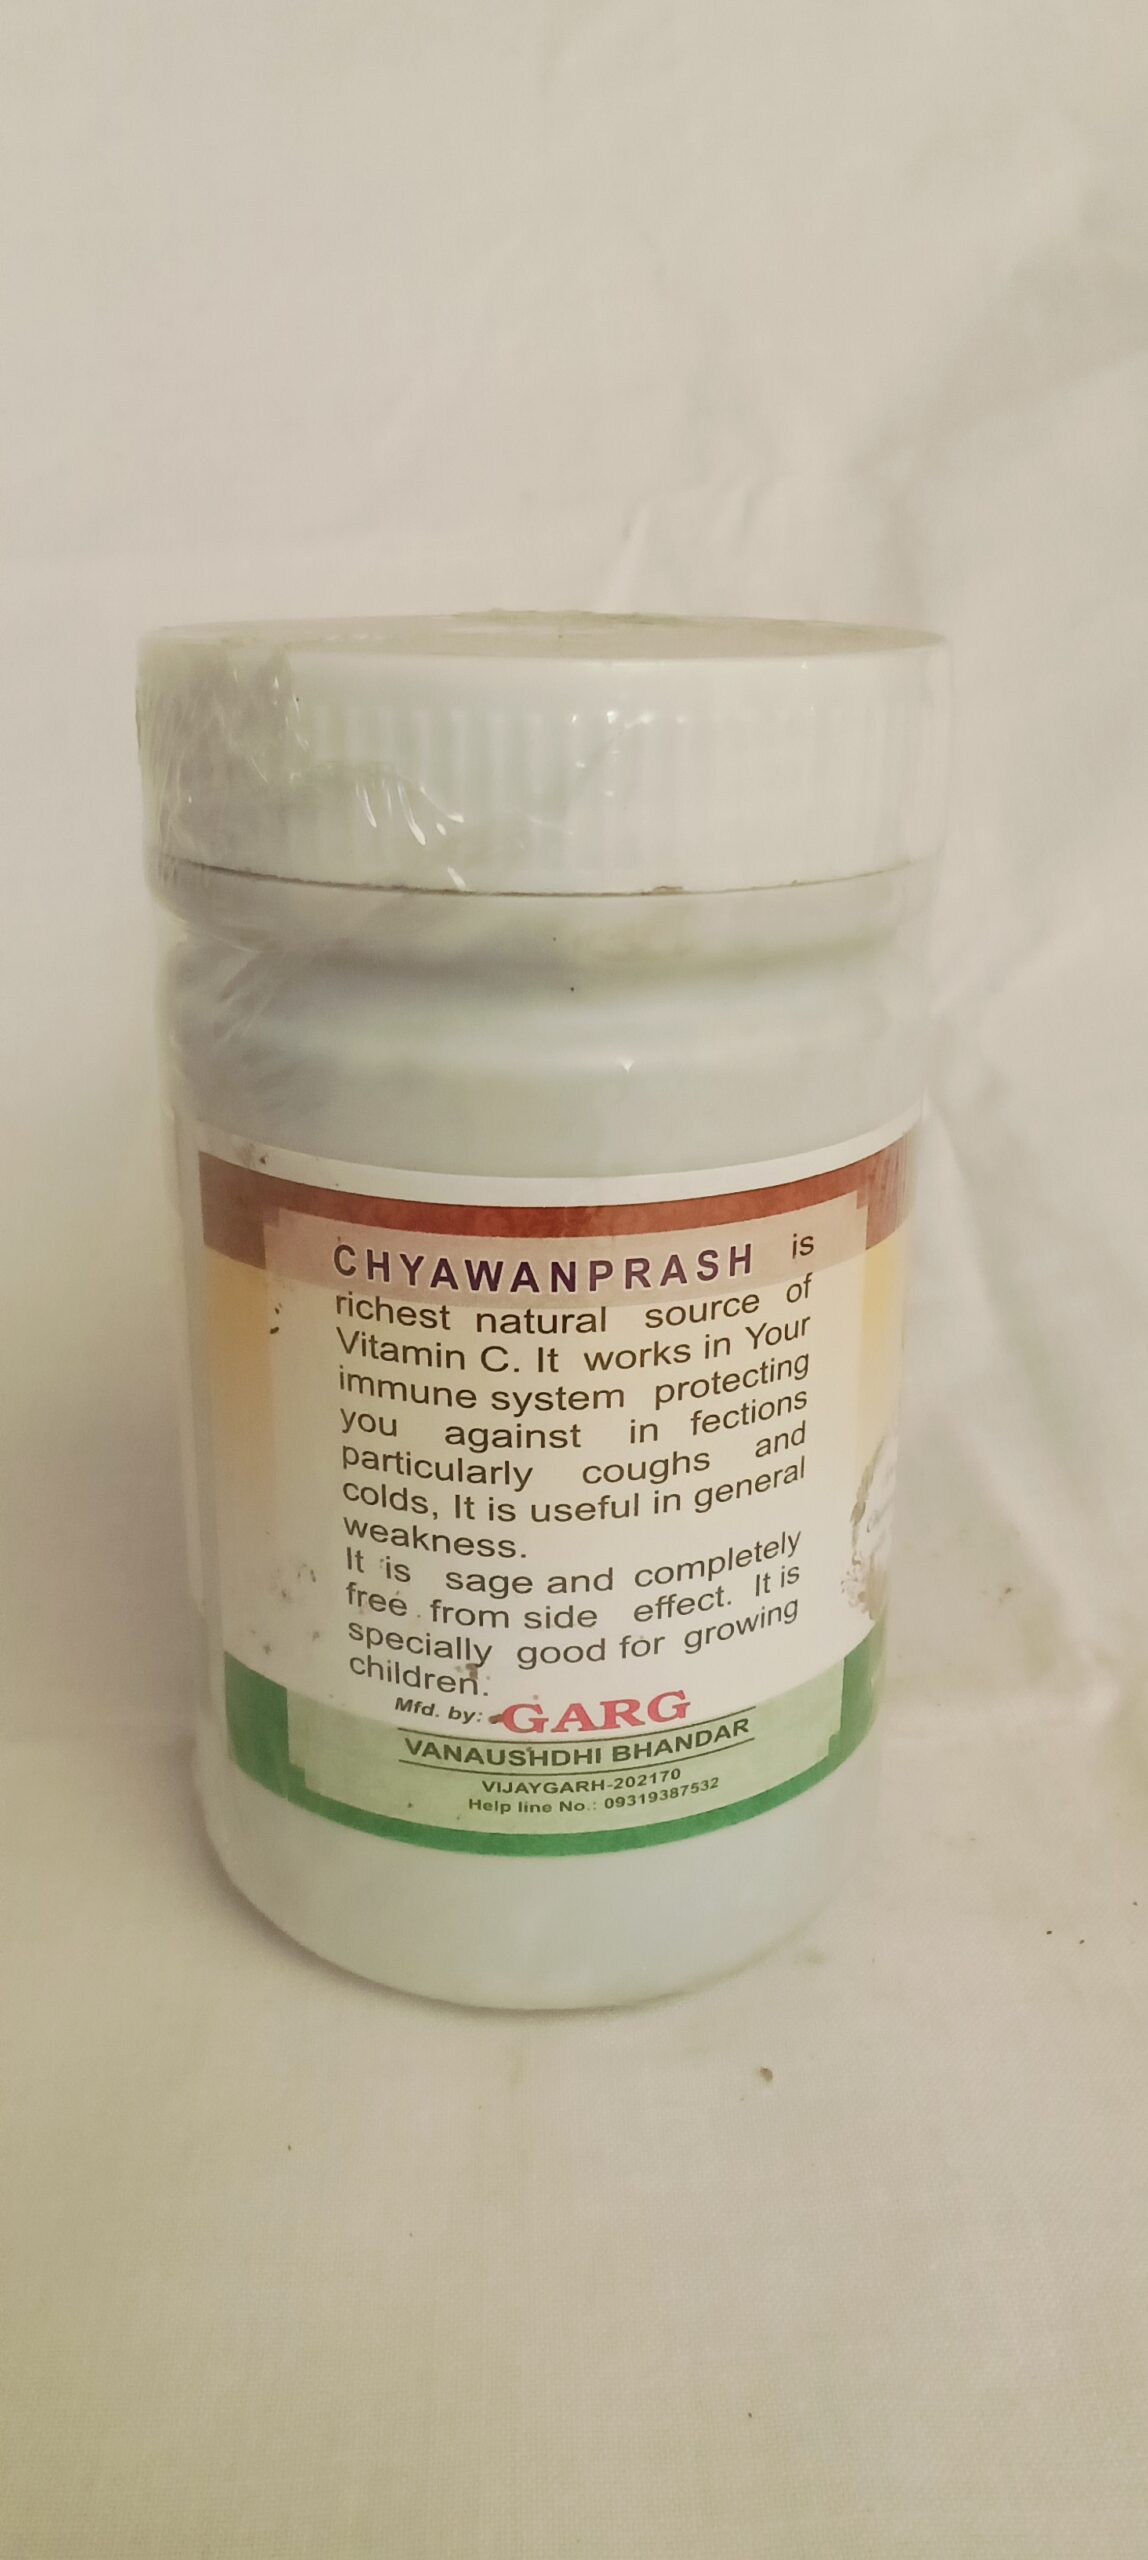 CHYAWANPRASH is
richest natural source of
Vitamin C. It works in Your
immune system protecting
you against in fections
particularly coughs and
colds, It is useful in general
weakness.
It is sage and completely
free from side effect. It is
specially good for growing
children.
Mfd. by: GARG
VANAUSHDHI BHANDAR
VIJAYGARH-202170
Help line No.: 09319387532